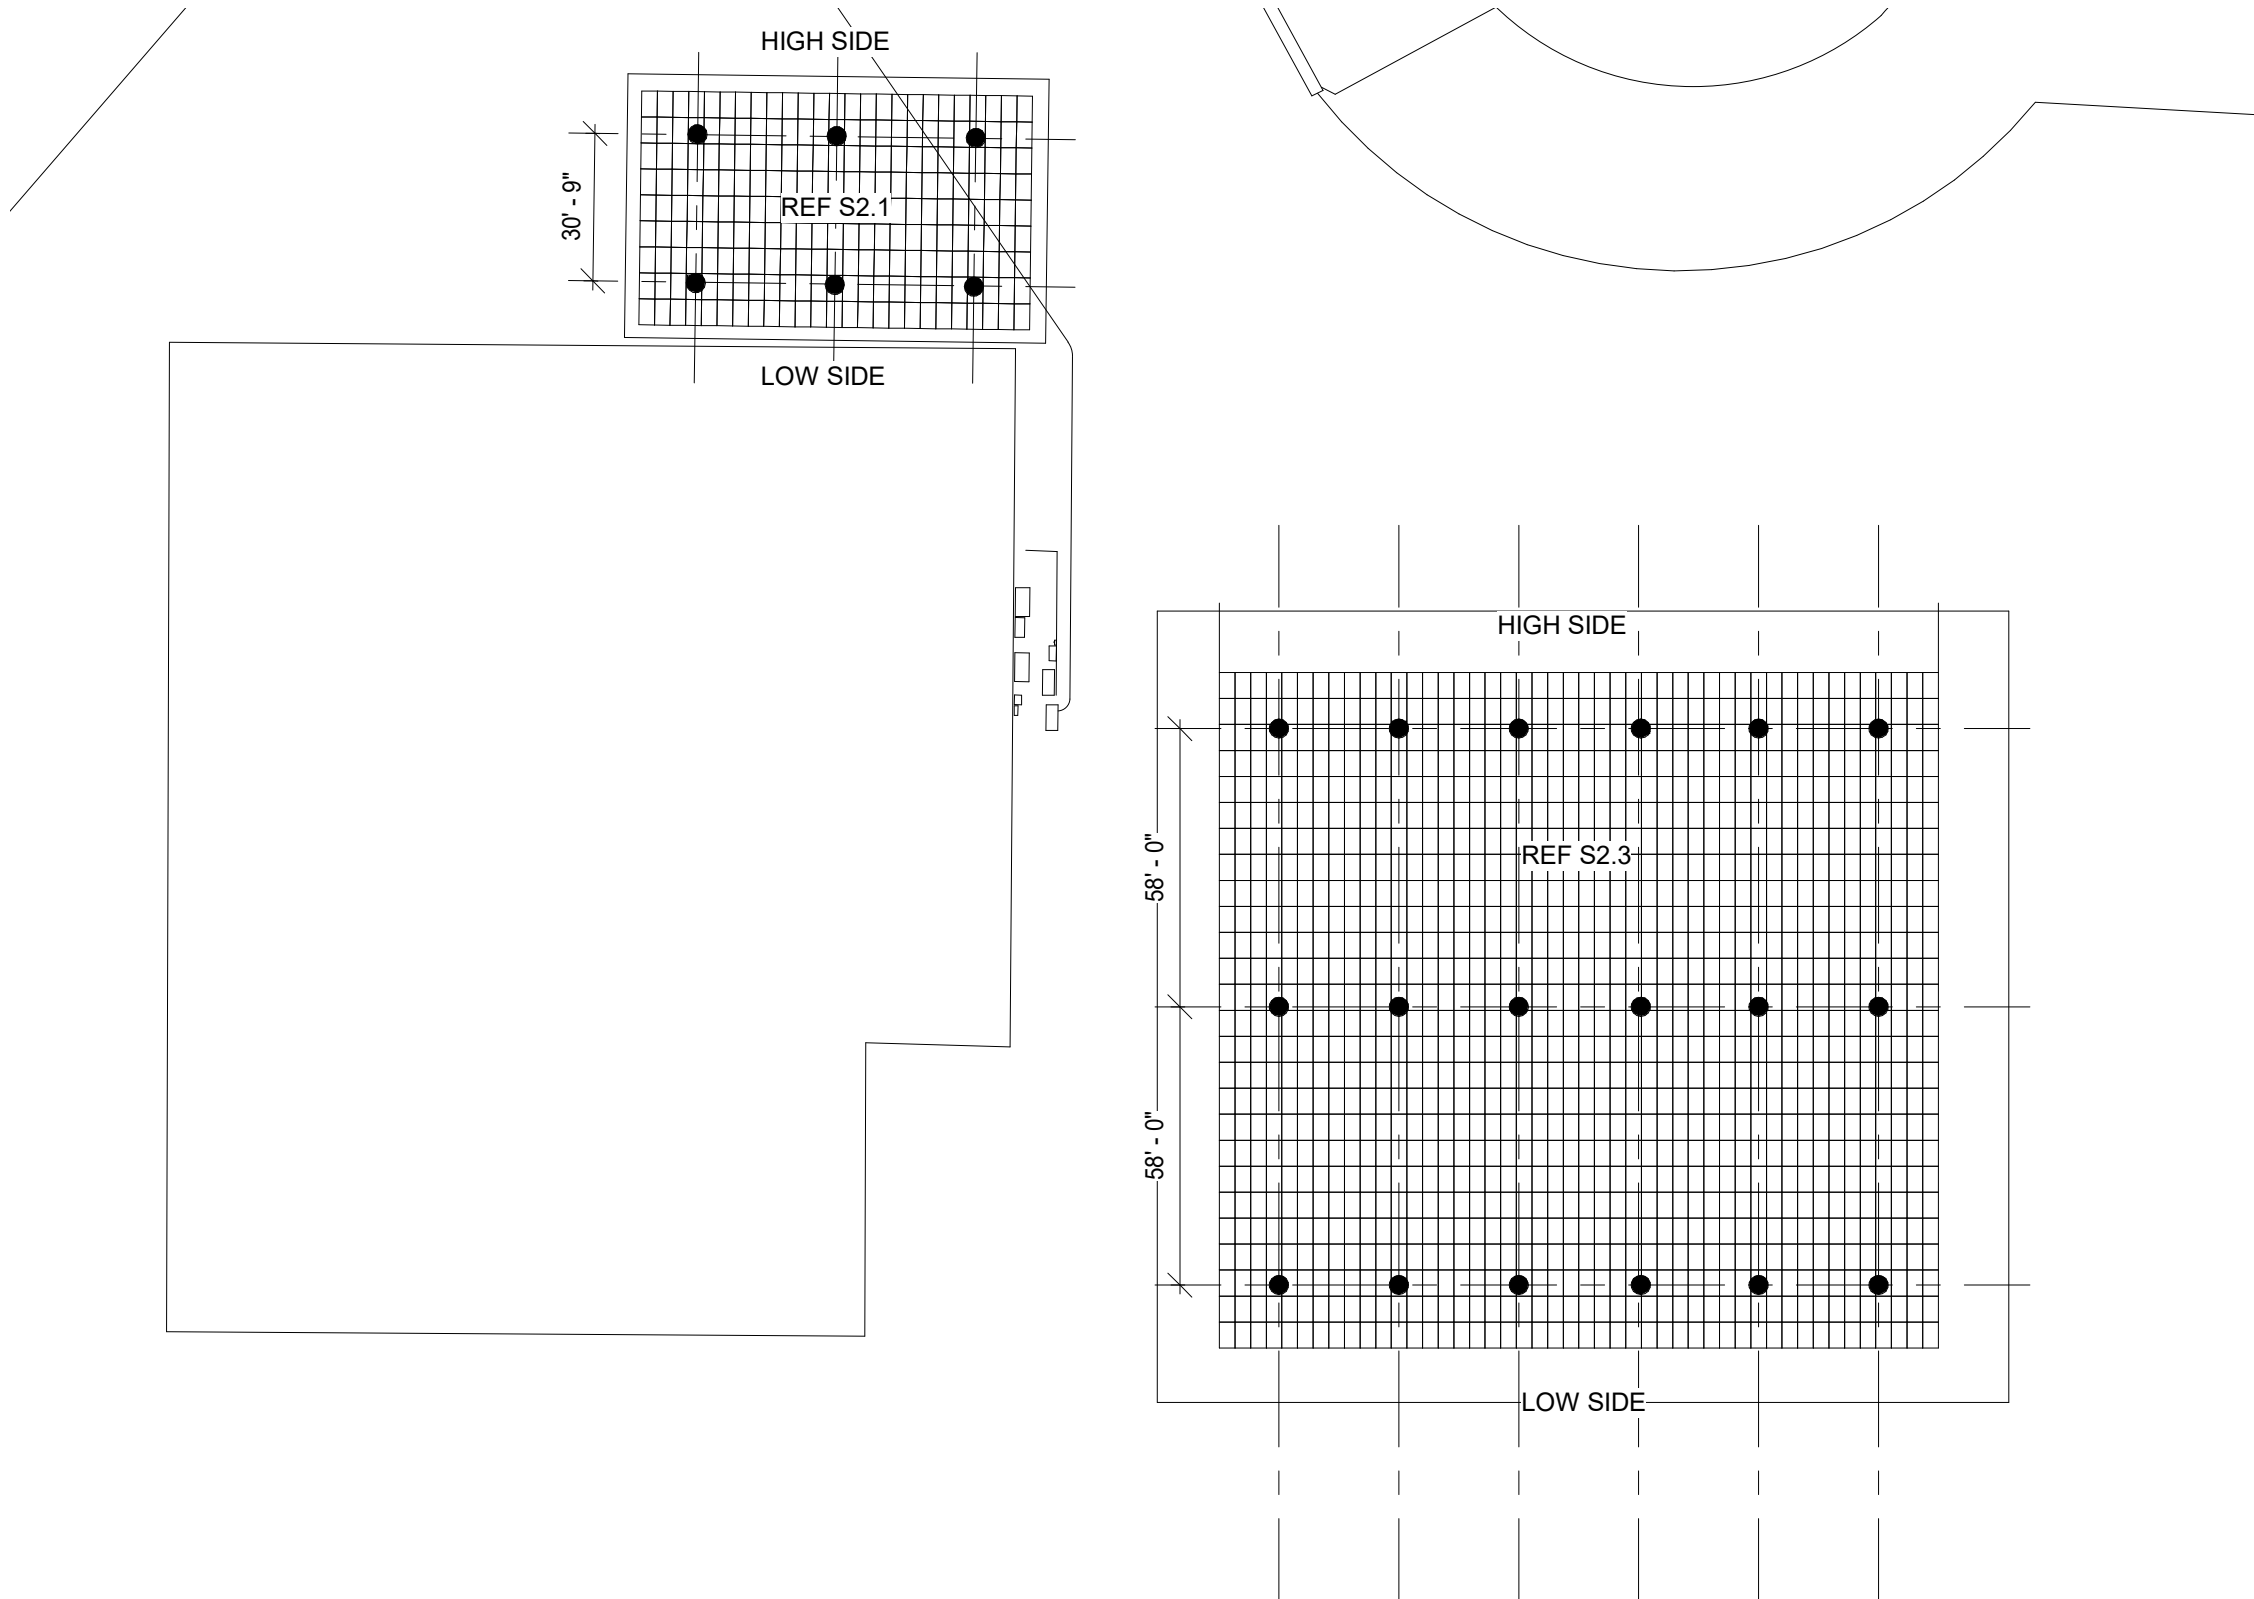 HIGH SIDE
30' - 9"
REF S2.1
LOW SIDE
HIGH SIDE
58' - 0"
REF S2.3
58' - 0"
LOW SIDE